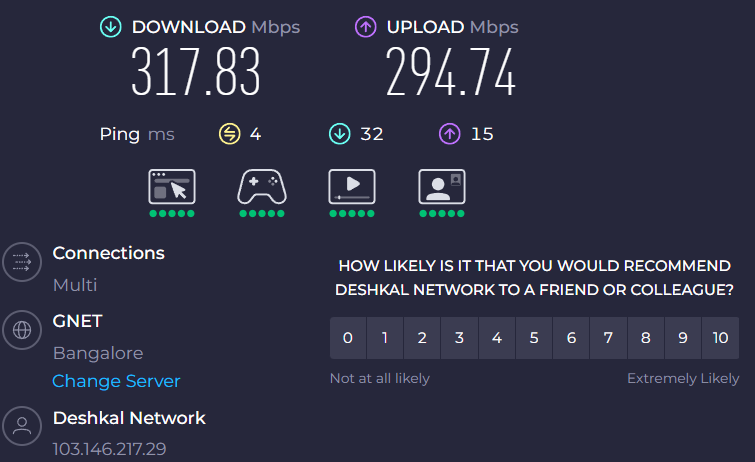 DOWNLOAD Mbps
317.83
UPLOAD Mbps
294.74
Ping ms 4 32 15
Connections
Multi
GNET
Bangalore
Change Server
Deshkal Network
103.146.217.29
HOW LIKELY IS IT THAT YOU WOULD RECOMMEND
DESHKAL NETWORK TO A FRIEND OR COLLEAGUE?
0 1 2 3 4 5 6 7 8 9 10
Not at all likely Extremely Likely